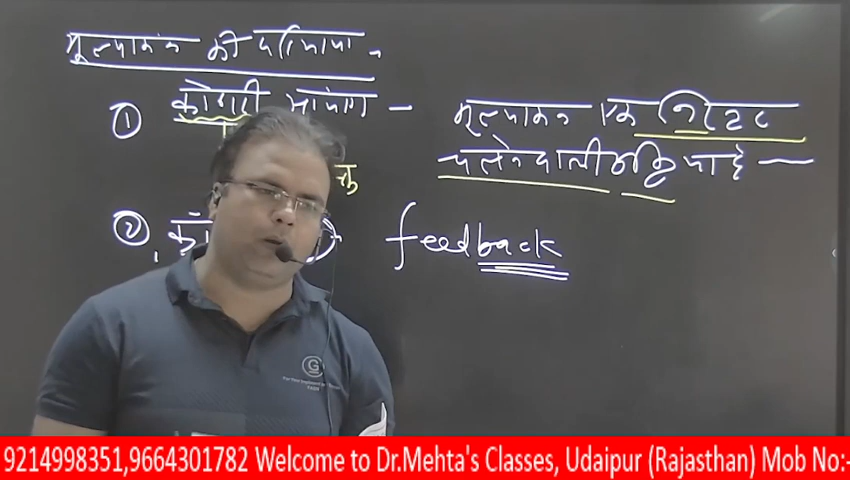 मूल्यांकन की परिभाषा -
① कोठारी आयोग - मूल्यांकन एक निरंतर
चलने वाली प्रक्रिया है -
②
feedback
G
9214998351,9664301782 Welcome to Dr.Mehta's Classes, Udaipur (Rajasthan) Mob No:-